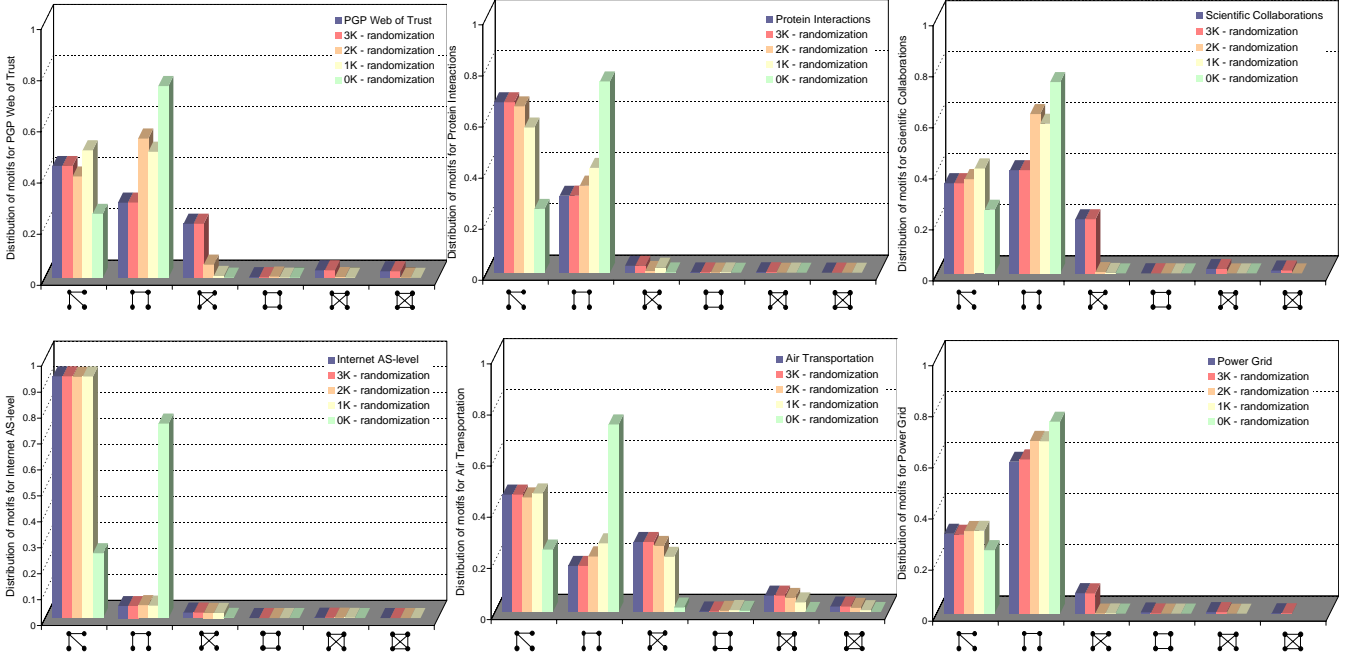 Distribution of motifs for PGP Web of Trust
1
0.8
0.6
0.4
0.2
0
PGP Web of Trust
3K - randomization
2K - randomization
1K - randomization
0K - randomization
Distribution of motifs for Protein Interactions
1
0.8
0.6
0.4
0.2
0
Protein Interactions
3K - randomization
2K - randomization
1K - randomization
0K - randomization
Distribution of motifs for Scientific Collaborations
1
0.8
0.6
0.4
0.2
0
Scientific Collaborations
3K - randomization
2K - randomization
1K - randomization
0K - randomization
Distribution of motifs for Internet AS-level
1
0.9
0.8
0.7
0.6
0.5
0.4
0.3
0.2
0.1
0
Internet AS-level
3K - randomization
2K - randomization
1K - randomization
0K - randomization
Distribution of motifs for Air Transportation
1
0.8
0.6
0.4
0.2
0
Air Transportation
3K - randomization
2K - randomization
1K - randomization
0K - randomization
Distribution of motifs for Power Grid
1
0.8
0.6
0.4
0.2
0
Power Grid
3K - randomization
2K - randomization
1K - randomization
0K - randomization